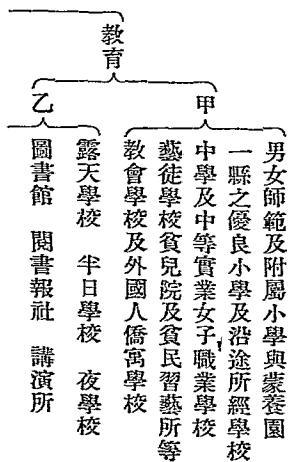 教育
甲
男女師範及附屬小學與蒙養園
一縣之優良小學及沿途所經學校
中學及中等實業女子職業學校
藝徒學校貧兒院及貧民習藝所等
教會學校及外國人僑寓學校
乙
露天學校　半日學校　夜學校
圖書館　閱書報社　講演所